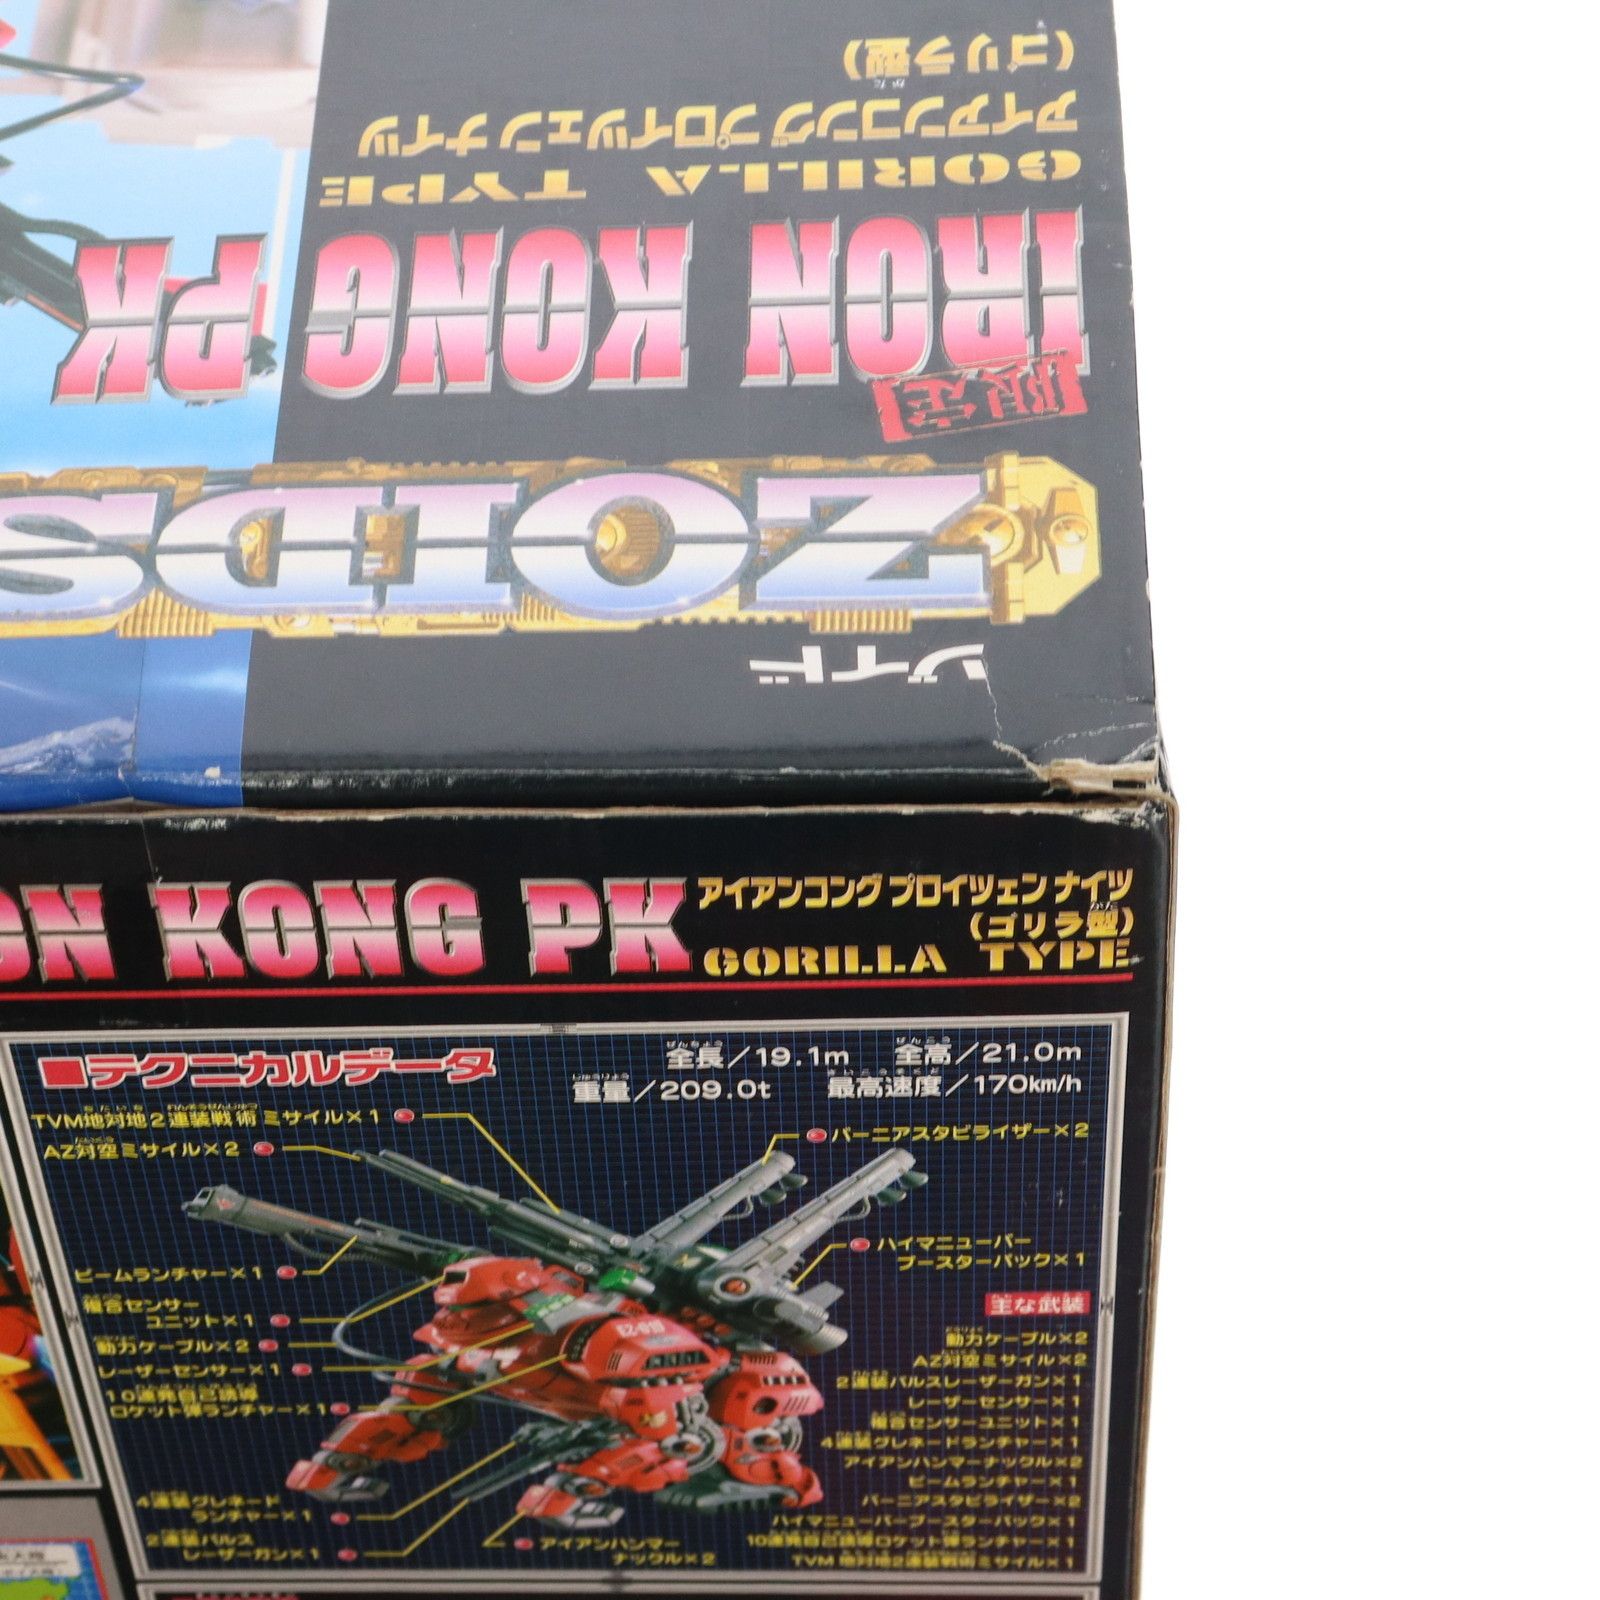 ゾイド
ZOIDS
限定
IRON KONG PK
GORILLA TYPE
アイアンコング プロイツェン ナイツ
(ゴリラ型)
ON KONG PK
アイアンコング プロイツェン ナイツ
(ゴリラ型)
GORILLA TYPE
■テクニカルデータ
全長/19.1m 全高/21.0m
重量/209.0t 最高速度/170km/h
TVM地対地2連装戦術ミサイル×1
AZ対空ミサイル×2
バーニアスタビライザー×2
ハイマニューバー
ブースターパック×1
ビームランチャー×1
複合センサー
ユニット×1
動力ケーブル×2
レーザーセンサー×1
10連発自己誘導
ロケット弾ランチャー×1
4連装グレネード
ランチャー×1
2連装パルス
レーザーガン×1
アイアンハンマー
ナックル×2
主な武装
動力ケーブル×2
AZ対空ミサイル×2
2連装パルスレーザーガン×1
レーザーセンサー×1
複合センサーユニット×1
4連装グレネードランチャー×1
アイアンハンマーナックル×2
ビームランチャー×1
バーニアスタビライザー×2
ハイマニューバーブースターパック×1
10連発自己誘導ロケット弾ランチャー×1
TVM 地対地2連装戦術ミサイル×1
EZ-015